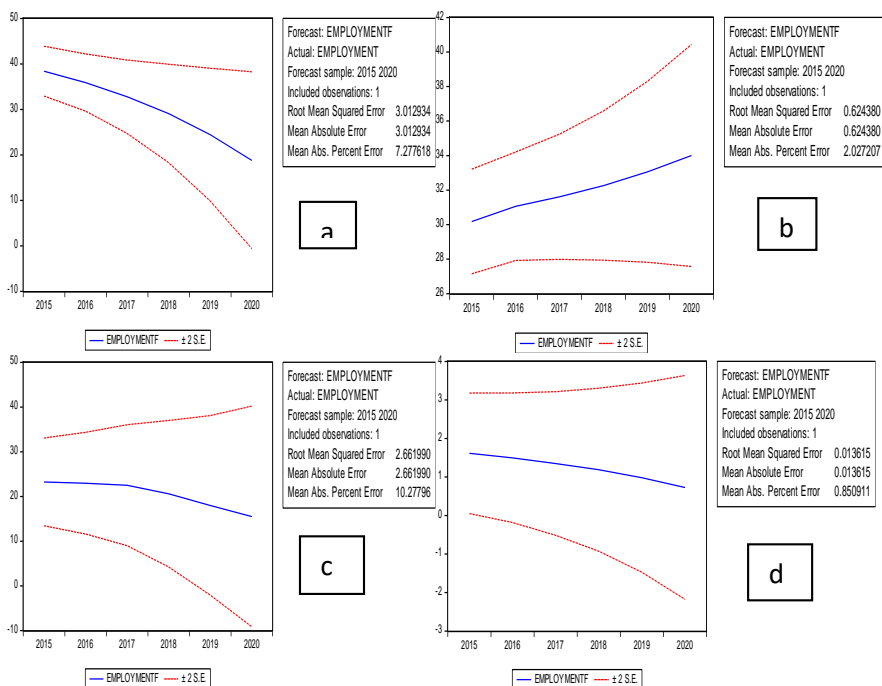 50
40
30
20
10
0
-10
2015 2016 2017 2018 2019 2020
EMPLOYMENTF ± 2 S.E.
Forecast: EMPLOYMENTF
Actual: EMPLOYMENT
Forecast sample: 2015 2020
Included observations: 1
Root Mean Squared Error 3.012934
Mean Absolute Error 3.012934
Mean Abs. Percent Error 7.277618
a
42
40
38
36
34
32
30
28
26
2015 2016 2017 2018 2019 2020
EMPLOYMENTF ± 2 S.E.
Forecast: EMPLOYMENTF
Actual: EMPLOYMENT
Forecast sample: 2015 2020
Included observations: 1
Root Mean Squared Error 0.624380
Mean Absolute Error 0.624380
Mean Abs. Percent Error 2.027207
b
50
40
30
20
10
0
-10
2015 2016 2017 2018 2019 2020
EMPLOYMENTF ± 2 S.E.
Forecast: EMPLOYMENTF
Actual: EMPLOYMENT
Forecast sample: 2015 2020
Included observations: 1
Root Mean Squared Error 2.661990
Mean Absolute Error 2.661990
Mean Abs. Percent Error 10.27796
c
4
3
2
1
0
-1
-2
-3
2015 2016 2017 2018 2019 2020
EMPLOYMENTF ± 2 S.E.
Forecast: EMPLOYMENTF
Actual: EMPLOYMENT
Forecast sample: 2015 2020
Included observations: 1
Root Mean Squared Error 0.013615
Mean Absolute Error 0.013615
Mean Abs. Percent Error 0.850911
d